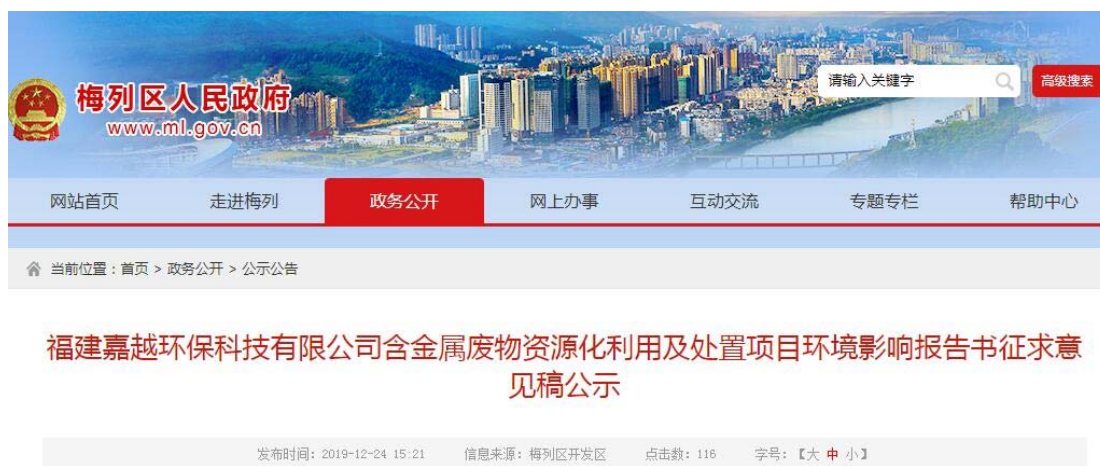 梅列区人民政府
www.ml.gov.cn
请输入关键字
高级搜索
网站首页 走进梅列 政务公开 网上办事 互动交流 专题专栏 帮助中心
当前位置：首页 > 政务公开 > 公示公告
福建嘉越环保科技有限公司含金属废物资源化利用及处置项目环境影响报告书征求意
见稿公示
发布时间：2019-12-24 15:21 信息来源：梅列区开发区 点击数：116 字号：【大 中 小】